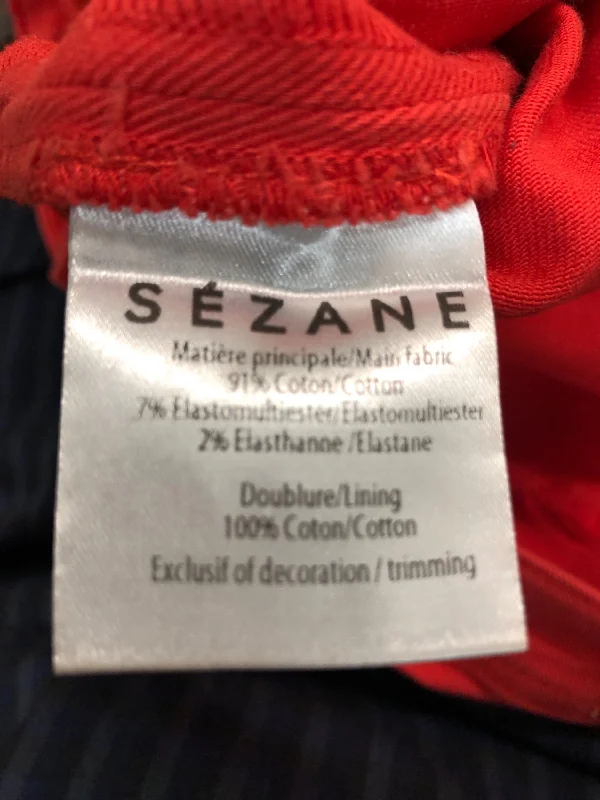 SÉZANE
Matière principale/Main fabric
91% Coton/Cotton
7% Elastomultiester/Elastomultiester
2% Elasthanne /Elastane
Doublure/Lining
100% Coton/Cotton
Exclusif of decoration / trimming